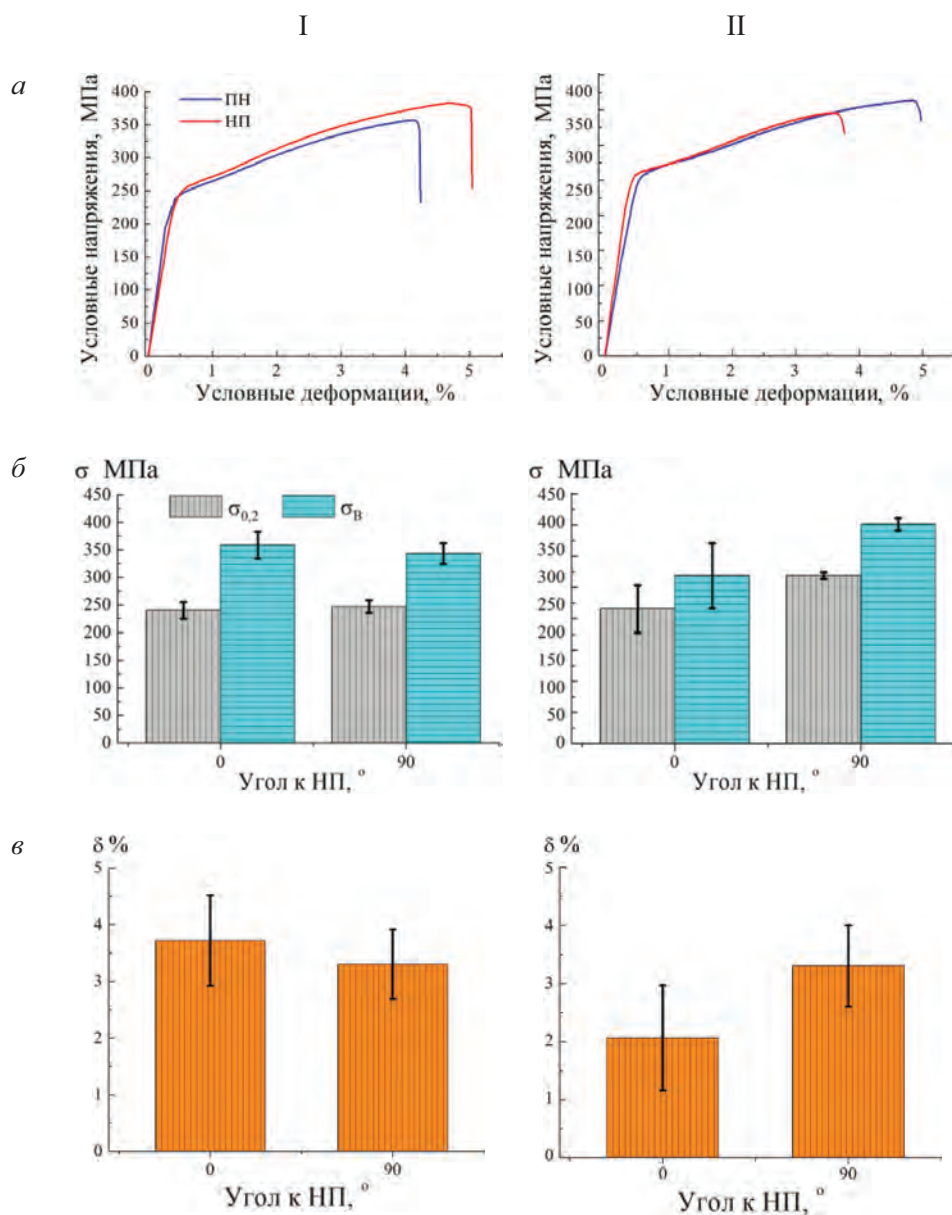 I II
а
Условные напряжения, МПа
400
350
300
250
200
150
100
50
0
ПН
НП
0 1 2 3 4 5
Условные деформации, %
Условные напряжения, МПа
400
350
300
250
200
150
100
50
0
0 1 2 3 4 5
Условные деформации, %
б
σ МПа
450
400
350
300
250
200
150
100
50
0
σ0,2 σВ
0 90
Угол к НП, °
σ МПа
450
400
350
300
250
200
150
100
50
0
0 90
Угол к НП, °
в
δ %
5
4
3
2
1
0
0 90
Угол к НП, °
δ %
5
4
3
2
1
0
0 90
Угол к НП, °